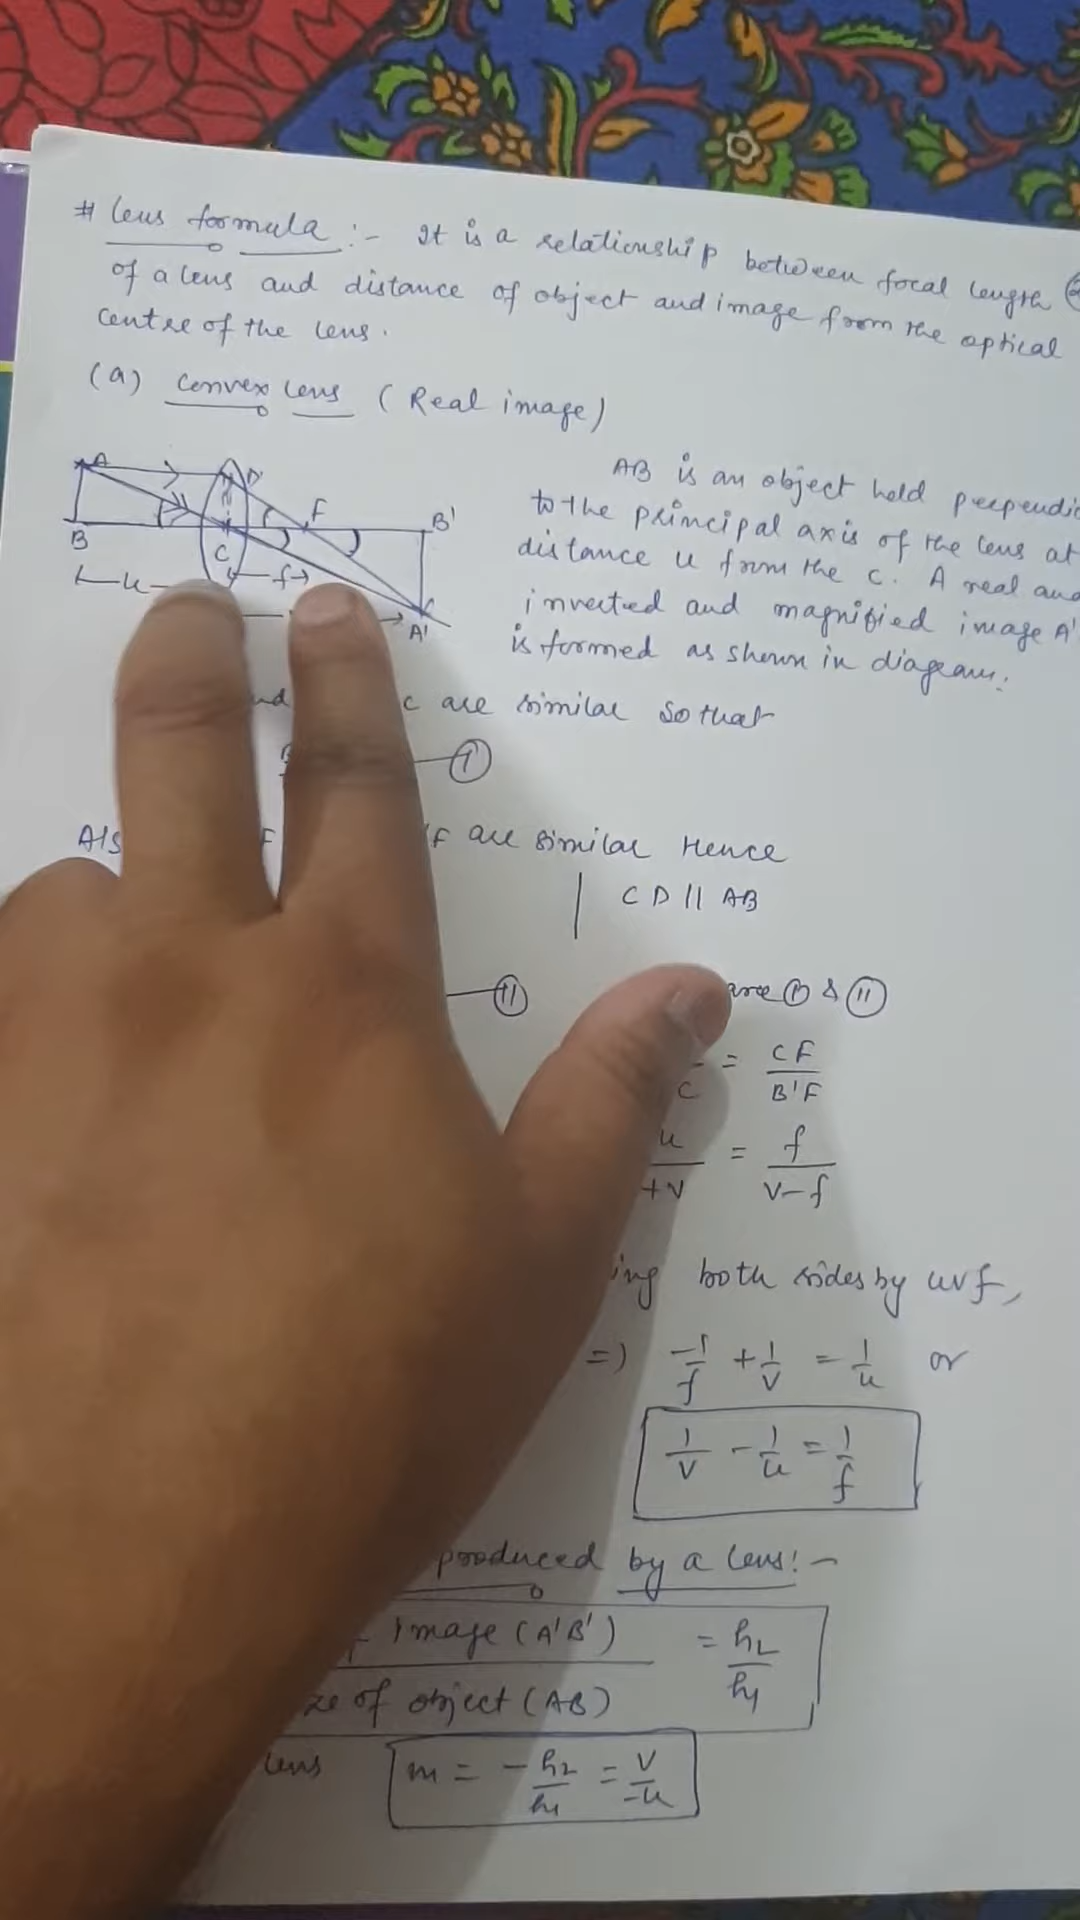 # Lens formula :- It is a relationship between focal length
of a lens and distance of object and image from the optical
centre of the lens.
(a) Convex lens (Real image)
A D F B' B C u f A'
AB is an object held
to the principal axis of the lens at
distance u from the C. A real and
inverted and magnified image A'
is formed as shown in diagram.
c are similar so that
I
F are similar Hence
CD || AB
II
I & II
C = CF / B'F
u / +v = f / v-f
both sides by uvf,
=) -1/f + 1/v = 1/u or
1/v - 1/u = 1/f
produced by a lens:-
Image (A'B') = h2/h1
of object (AB)
lens m = -h2/h1 = v/-u